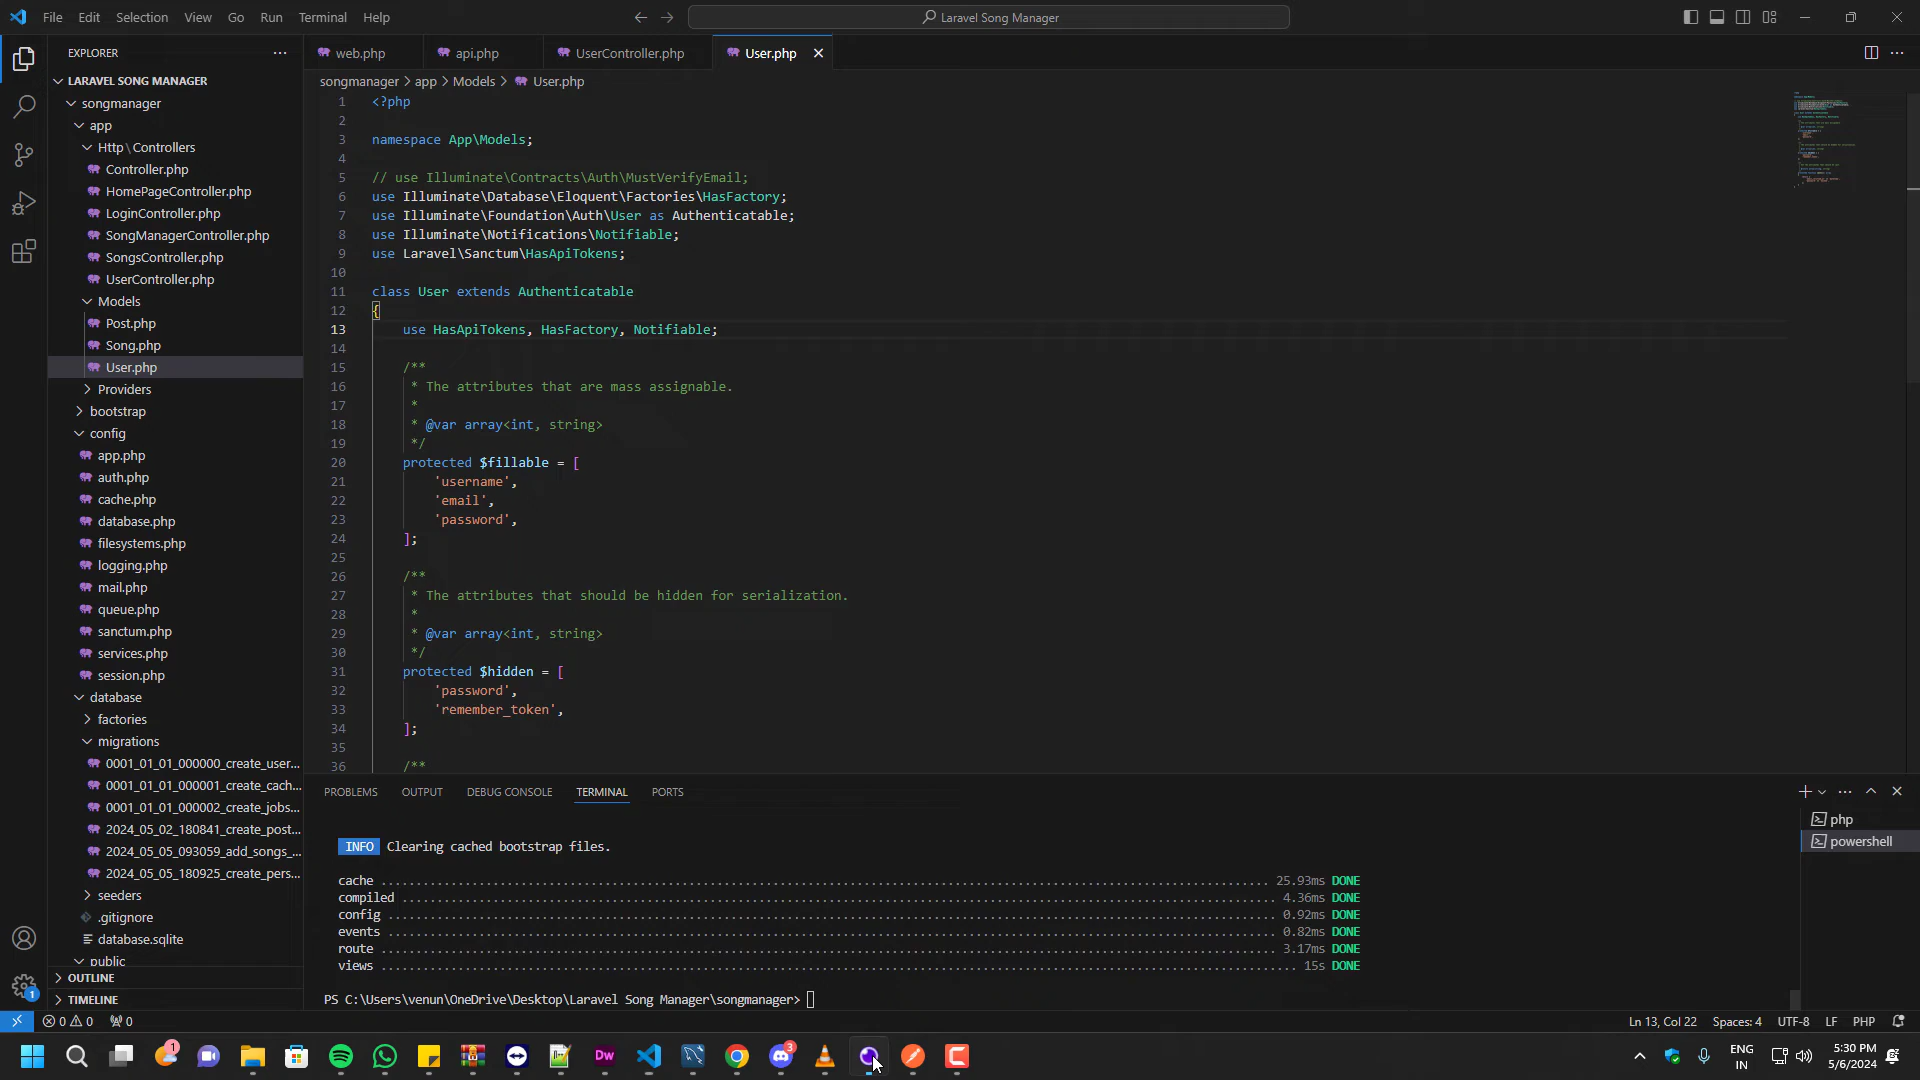 File Edit Selection View Go Run Terminal Help
Laravel Song Manager
EXPLORER
LARAVEL SONG MANAGER
songmanager
app
Http\Controllers
Controller.php
HomePageController.php
LoginController.php
SongManagerController.php
SongsController.php
UserController.php
Models
Post.php
Song.php
User.php
Providers
bootstrap
config
app.php
auth.php
cache.php
database.php
filesystems.php
logging.php
mail.php
queue.php
sanctum.php
services.php
session.php
database
factories
migrations
0001_01_01_000000_create_user...
0001_01_01_000001_create_cach...
0001_01_01_000002_create_jobs...
2024_05_02_180841_create_post...
2024_05_05_093059_add_songs_...
2024_05_05_180925_create_pers...
seeders
.gitignore
database.sqlite
public
OUTLINE
TIMELINE
web.php api.php UserController.php User.php
songmanager > app > Models > User.php
1 <?php
2
3 namespace App\Models;
4
5 // use Illuminate\Contracts\Auth\MustVerifyEmail;
6 use Illuminate\Database\Eloquent\Factories\HasFactory;
7 use Illuminate\Foundation\Auth\User as Authenticatable;
8 use Illuminate\Notifications\Notifiable;
9 use Laravel\Sanctum\HasApiTokens;
10
11 class User extends Authenticatable
12 {
13 use HasApiTokens, HasFactory, Notifiable;
14
15 /**
16 * The attributes that are mass assignable.
17 *
18 * @var array<int, string>
19 */
20 protected $fillable = [
21 'username',
22 'email',
23 'password',
24 ];
25
26 /**
27 * The attributes that should be hidden for serialization.
28 *
29 * @var array<int, string>
30 */
31 protected $hidden = [
32 'password',
33 'remember_token',
34 ];
35
36 /**
PROBLEMS OUTPUT DEBUG CONSOLE TERMINAL PORTS
php
powershell
INFO Clearing cached bootstrap files.
cache ........ 25.93ms DONE
compiled ........ 4.36ms DONE
config ........ 0.92ms DONE
events ........ 0.82ms DONE
route ........ 3.17ms DONE
views ........ 15s DONE
PS C:\Users\venun\OneDrive\Desktop\Laravel Song Manager\songmanager>
1
0 0 0
Ln 13, Col 22 Spaces: 4 UTF-8 LF PHP
1
Dw
3
ENG
IN
5:30 PM
5/6/2024